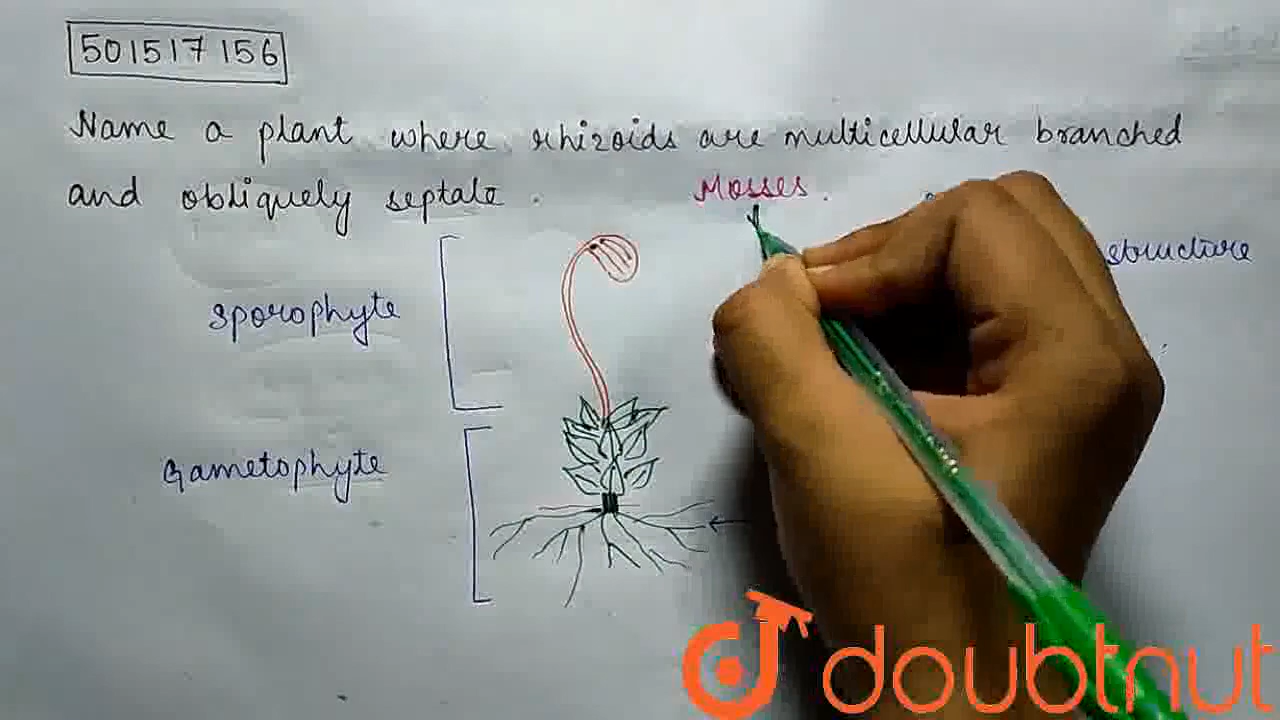 501517156
Name a plant where rhizoids are multicellular branched
and obliquely septate.
Mosses.
structure
Sporophyte
Gametophyte
doubtnut